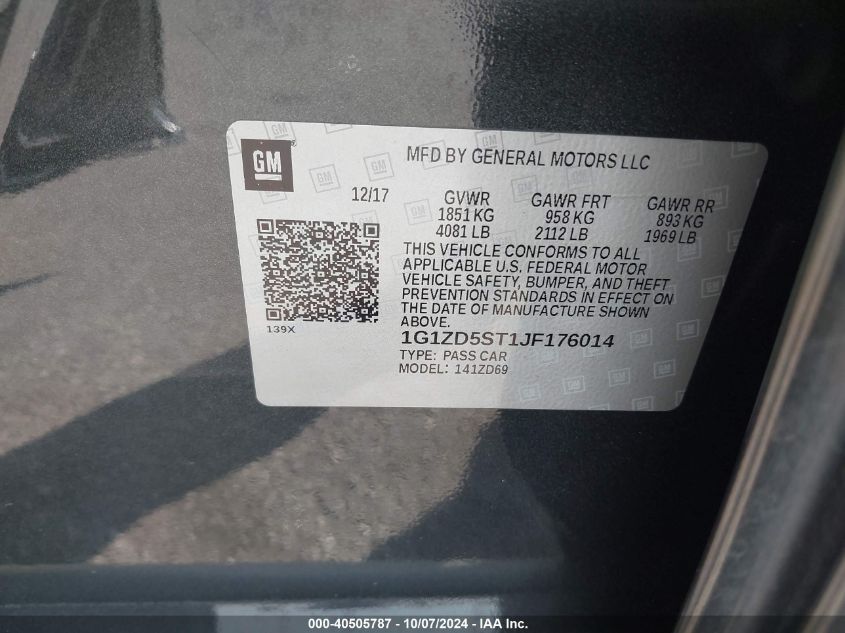 GM
MFD BY GENERAL MOTORS LLC
12/17
GVWR GAWR FRT GAWR RR
1851 KG 958 KG 893 KG
4081 LB 2112 LB 1969 LB
THIS VEHICLE CONFORMS TO ALL
APPLICABLE U.S. FEDERAL MOTOR
VEHICLE SAFETY, BUMPER, AND THEFT
PREVENTION STANDARDS IN EFFECT ON
THE DATE OF MANUFACTURE SHOWN
ABOVE.
139X
1G1ZD5ST1JF176014
TYPE: PASS CAR
MODEL: 141ZD69
000-40505787 - 10/07/2024 - IAA Inc.